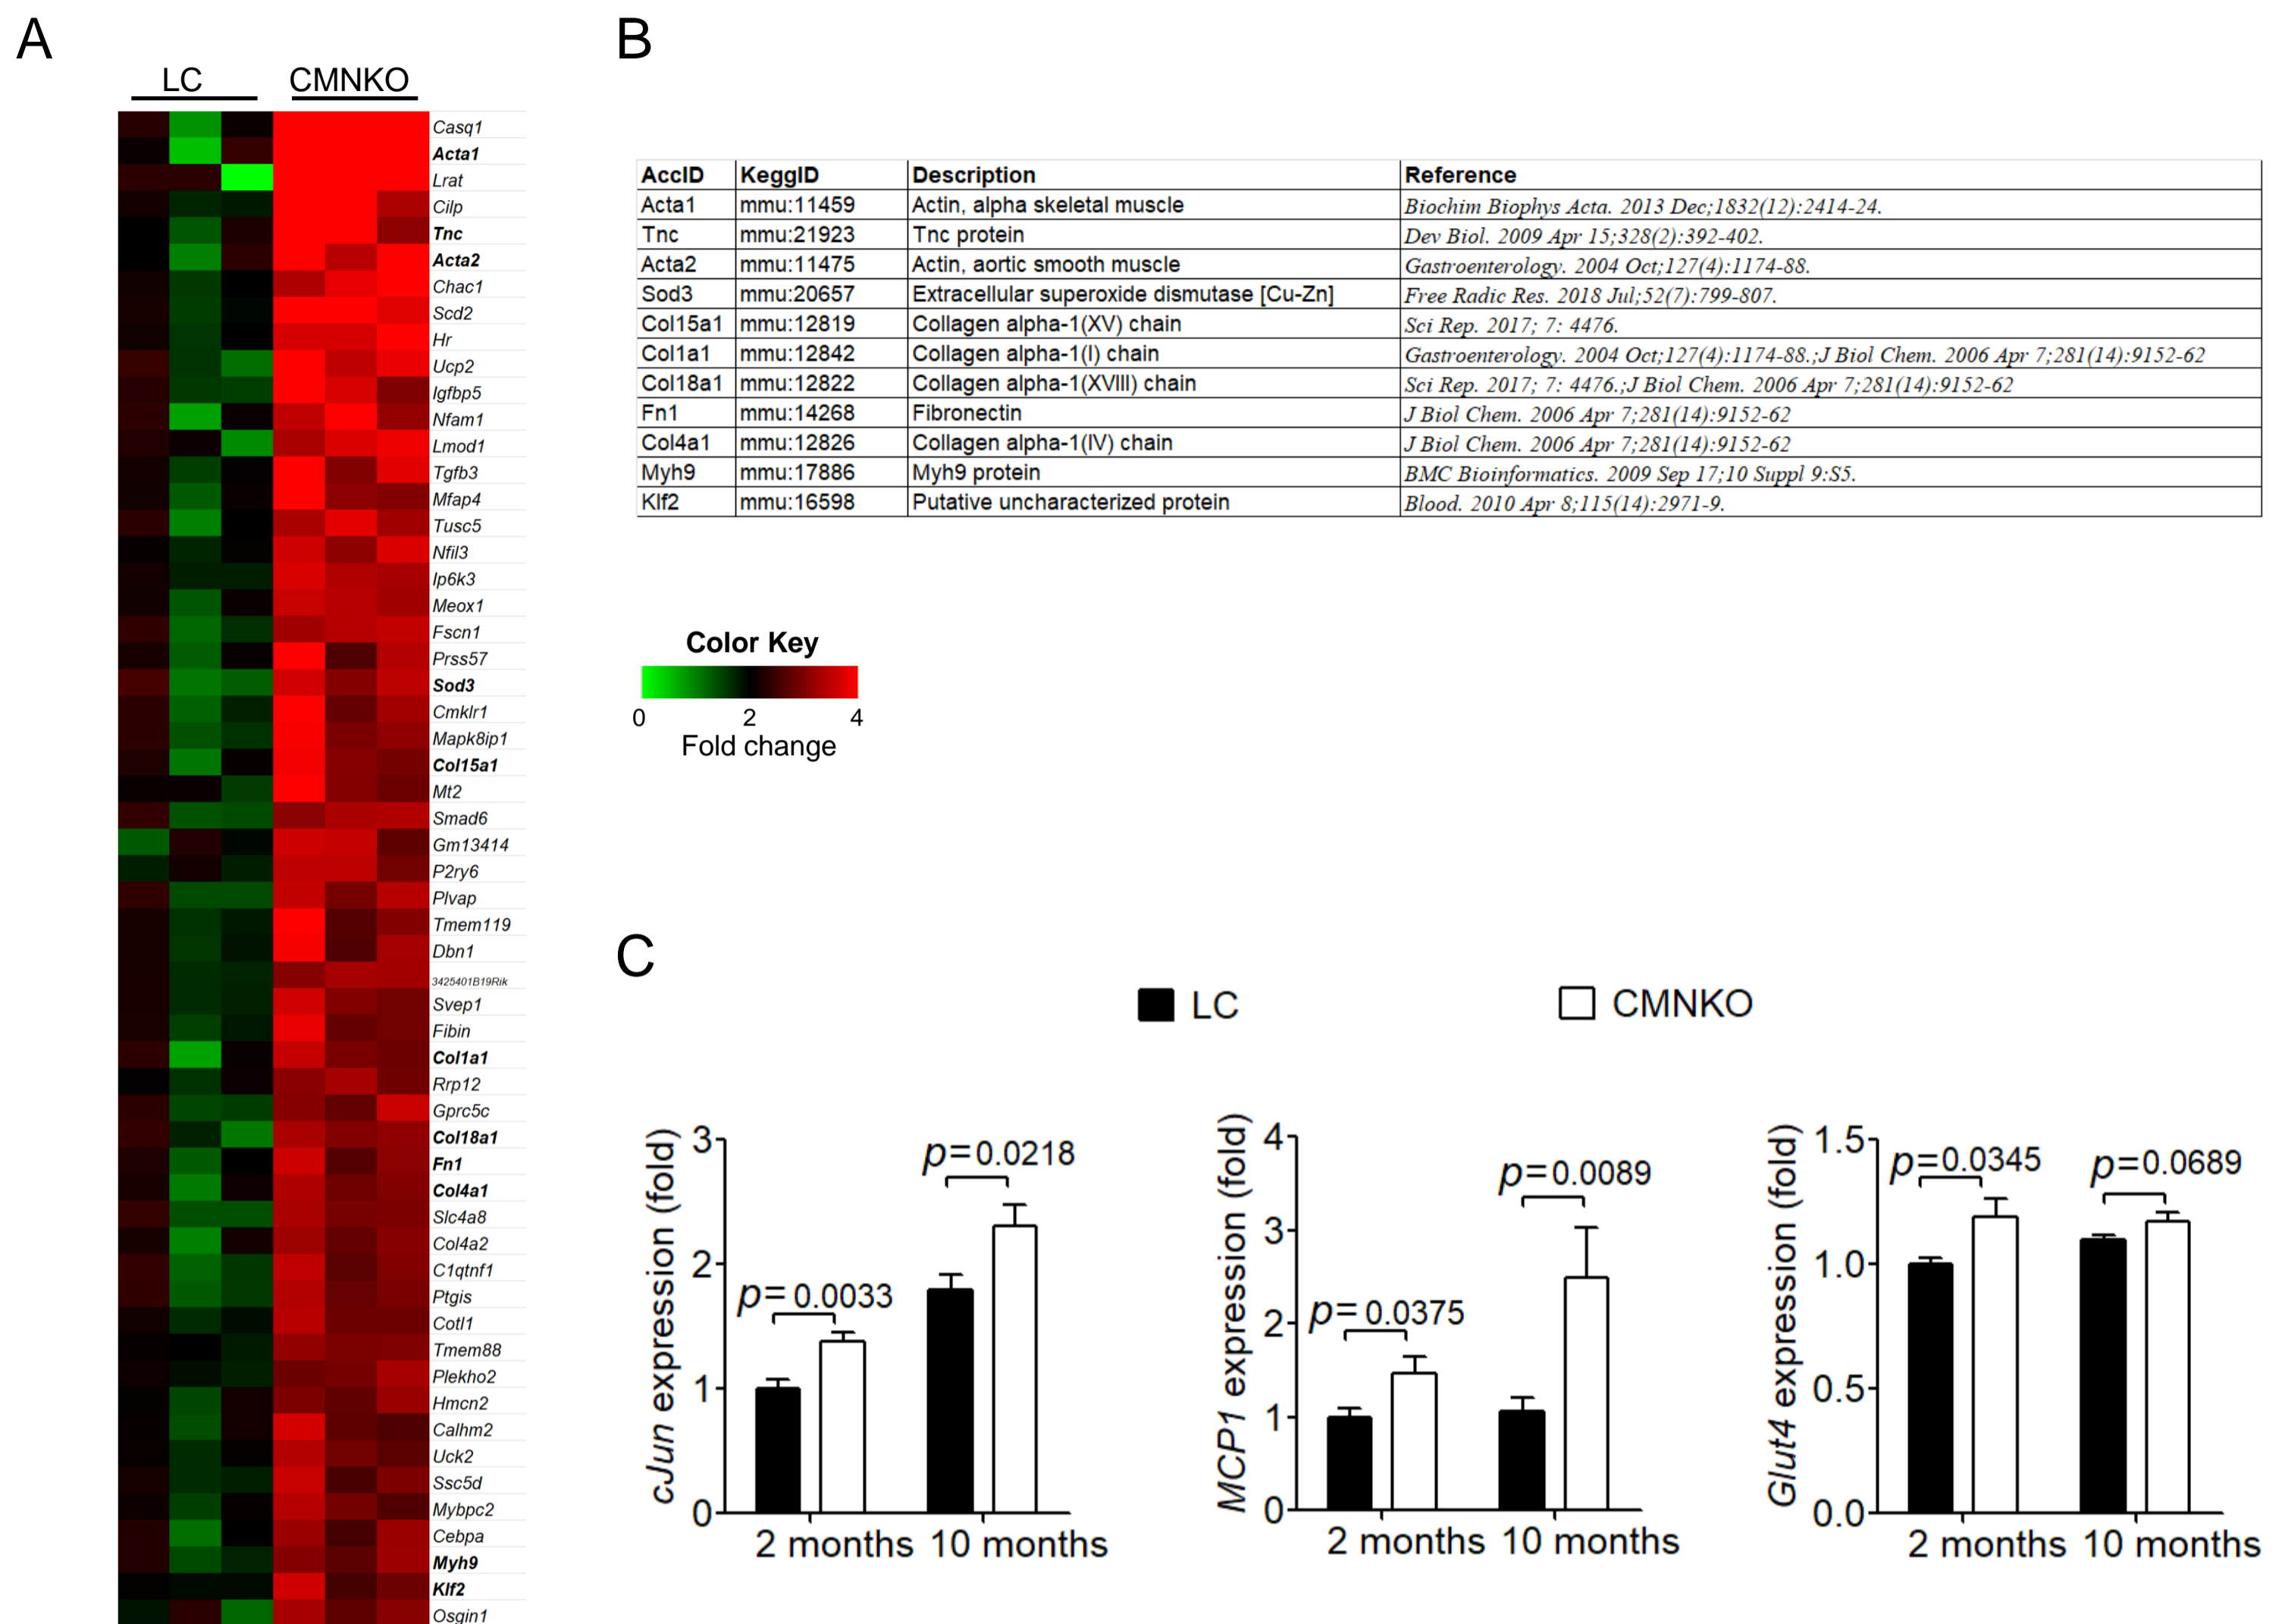 A
LC CMNKO
Casq1
Acta1
Lrat
Cilp
Tnc
Acta2
Chac1
Scd2
Hr
Ucp2
Igfbp5
Nfam1
Lmod1
Tgfb3
Mfap4
Tusc5
Nfil3
Ip6k3
Meox1
Fscn1
Prss57
Sod3
Cmklr1
Mapk8ip1
Col15a1
Mt2
Smad6
Gm13414
P2ry6
Plvap
Tmem119
Dbn1
3425401B19Rik
Svep1
Fibin
Col1a1
Rrp12
Gprc5c
Col18a1
Fn1
Col4a1
Slc4a8
Col4a2
C1qtnf1
Ptgis
Cotl1
Tmem88
Plekho2
Hmcn2
Calhm2
Uck2
Ssc5d
Mybpc2
Cebpa
Myh9
Klf2
Osgin1
B
AccID KeggID Description Reference
Acta1 mmu:11459 Actin, alpha skeletal muscle Biochim Biophys Acta. 2013 Dec;1832(12):2414-24.
Tnc mmu:21923 Tnc protein Dev Biol. 2009 Apr 15;328(2):392-402.
Acta2 mmu:11475 Actin, aortic smooth muscle Gastroenterology. 2004 Oct;127(4):1174-88.
Sod3 mmu:20657 Extracellular superoxide dismutase [Cu-Zn] Free Radic Res. 2018 Jul;52(7):799-807.
Col15a1 mmu:12819 Collagen alpha-1(XV) chain Sci Rep. 2017; 7: 4476.
Col1a1 mmu:12842 Collagen alpha-1(I) chain Gastroenterology. 2004 Oct;127(4):1174-88.;J Biol Chem. 2006 Apr 7;281(14):9152-62
Col18a1 mmu:12822 Collagen alpha-1(XVIII) chain Sci Rep. 2017; 7: 4476.;J Biol Chem. 2006 Apr 7;281(14):9152-62
Fn1 mmu:14268 Fibronectin J Biol Chem. 2006 Apr 7;281(14):9152-62
Col4a1 mmu:12826 Collagen alpha-1(IV) chain J Biol Chem. 2006 Apr 7;281(14):9152-62
Myh9 mmu:17886 Myh9 protein BMC Bioinformatics. 2009 Sep 17;10 Suppl 9:S5.
Klf2 mmu:16598 Putative uncharacterized protein Blood. 2010 Apr 8;115(14):2971-9.
Color Key
0 2 4
Fold change
C
LC CMNKO
cJun expression (fold)
3
2
1
0
p= 0.0033
p=0.0218
2 months 10 months
MCP1 expression (fold)
4
3
2
1
0
p= 0.0375
p=0.0089
2 months 10 months
Glut4 expression (fold)
1.5
1.0
0.5
0.0
p=0.0345
p=0.0689
2 months 10 months